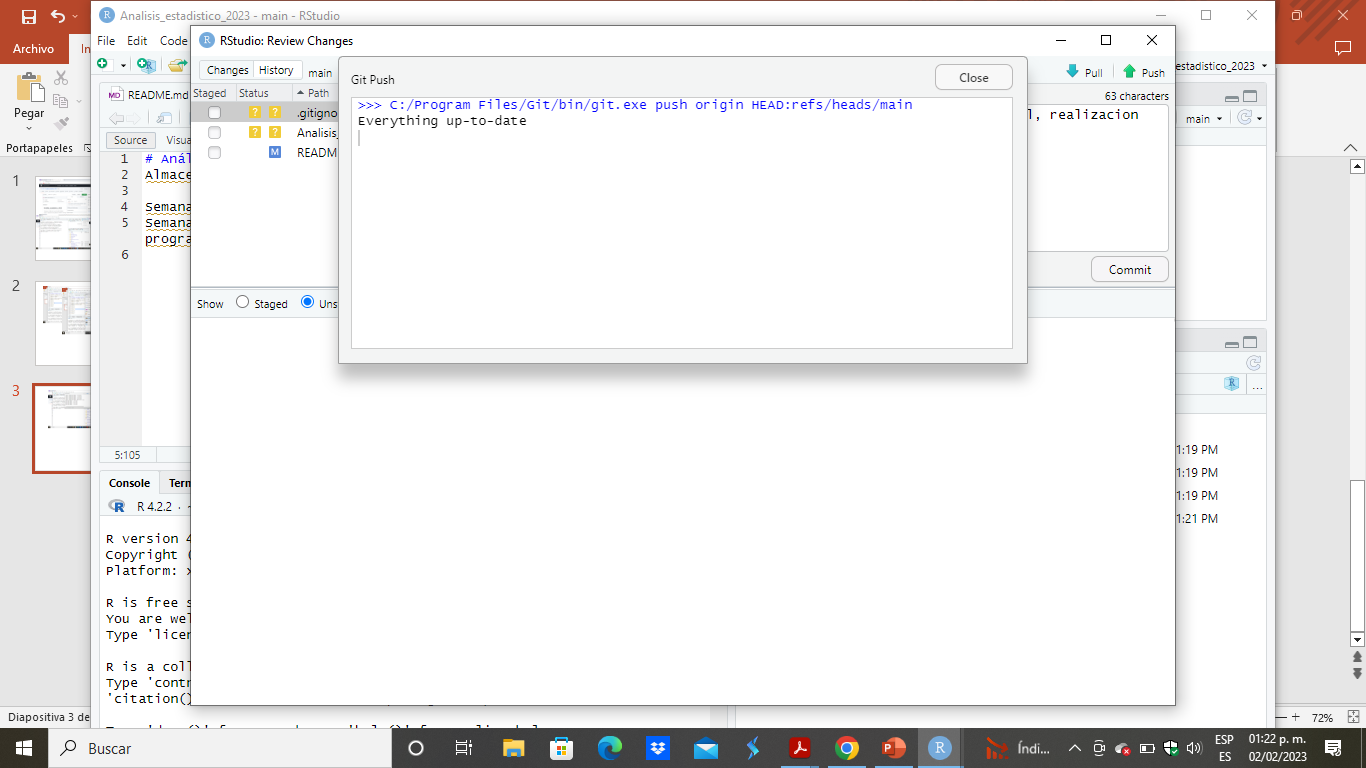 Analisis_estadistico_2023 - main - RStudio
Archivo
File Edit Code
RStudio: Review Changes
Changes History main
Pull Push
estadistico_2023
Git Push
Close
Staged Status Path
.gitigno
Analisis_
READM
>>> C:/Program Files/Git/bin/git.exe push origin HEAD:refs/heads/main
Everything up-to-date
63 characters
l, realizacion
main
Commit
Show Staged Uns
Pegar
Portapapeles
README.md
Source Visua
1 # Anál
2 Almace
3
4 Semana
5 Semana
progra
6
5:105
1
2
3
Console Tern
R 4.2.2 · ~
R version 4
Copyright (
Platform: x
R is free s
You are wel
Type 'licen
R is a coll
Type 'contr
'citation()
1:19 PM
1:19 PM
1:19 PM
1:21 PM
Diapositiva 3 de
72%
Buscar
Índi...
ESP
ES
01:22 p. m.
02/02/2023